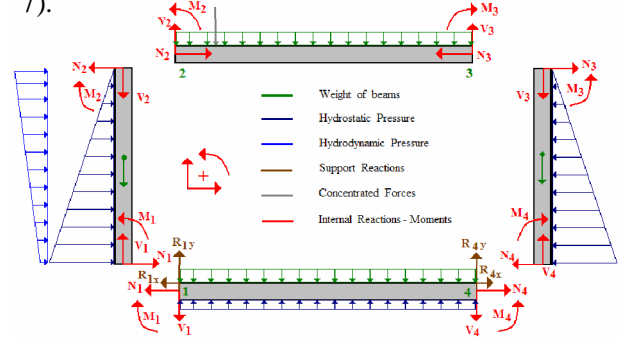 7).
M2
M3
V2
V3
N2
N3
2
3
N2
M2
V2
N3
M3
V3
Weight of beams
Hydrostatic Pressure
Hydrodynamic Pressure
Support Reactions
Concentrated Forces
Internal Reactions - Moments
+
M1
V1
N1
M4
V4
N4
R1y
R4y
R1x
R4x
N1
1
4
N4
M1
V1
V4
M4